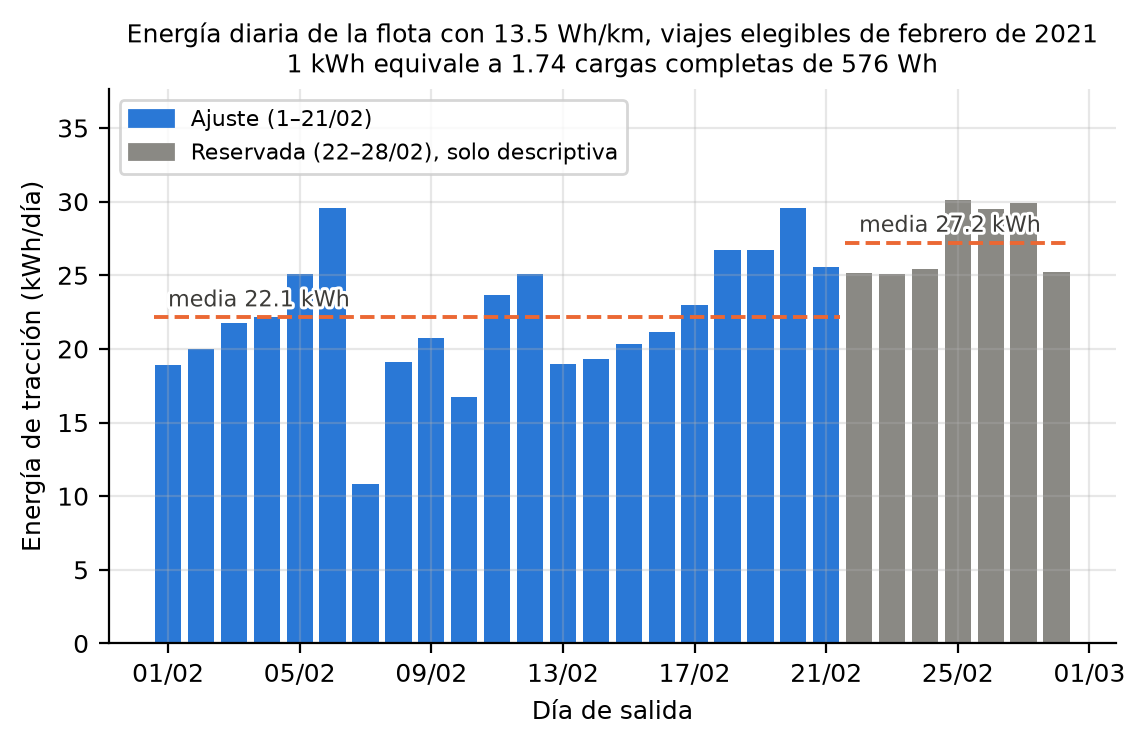 Energía diaria de la flota con 13.5 Wh/km, viajes elegibles de febrero de 2021
1 kWh equivale a 1.74 cargas completas de 576 Wh
Ajuste (1–21/02)
Reservada (22–28/02), solo descriptiva
media 22.1 kWh
media 27.2 kWh
Energía de tracción (kWh/día)
35
30
25
20
15
10
5
0
01/02
05/02
09/02
13/02
17/02
21/02
25/02
01/03
Día de salida